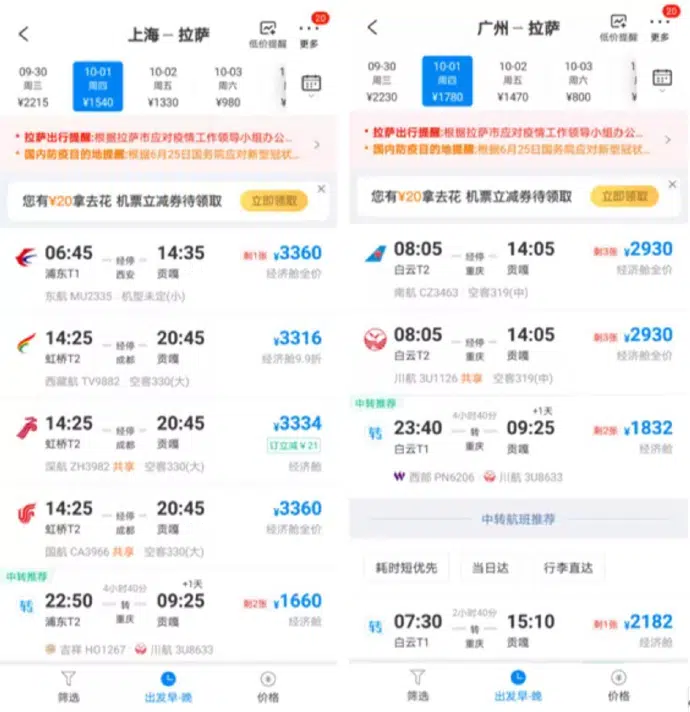 上海 — 拉萨
低价提醒
更多
20
09-30
周三
¥2215
10-01
周四
¥1540
10-02
周五
¥1330
10-03
周六
¥980
拉萨出行提醒:根据拉萨市应对疫情工作领导小组办公...
国内防疫目的地提醒:根据6月25日国务院应对新型冠状...
您有¥20拿去花 机票立减券待领取
立即领取
06:45 经停 14:35 剩1张 ¥3360
浦东T1 西安 贡嘎 经济舱全价
东航 MU2335 机型未定(小)
14:25 经停 20:45 ¥3316
虹桥T2 成都 贡嘎 经济舱9.9折
西藏航 TV9882 空客330(大)
14:25 经停 20:45 ¥3334
虹桥T2 成都 贡嘎 订立减¥21
深航 ZH3982 共享 空客330(大) 经济舱
14:25 经停 20:45 ¥3360
虹桥T2 成都 贡嘎 经济舱全价
国航 CA3966 共享 空客330(大)
中转推荐
4小时40分 +1天
转 22:50 转 09:25 剩2张 ¥1660
浦东T2 重庆 贡嘎 经济舱
吉祥 HO1267 川航 3U8633
筛选
出发早-晚
价格
广州 — 拉萨
低价提醒
更多
20
09-30
周三
¥2230
10-01
周四
¥1780
10-02
周五
¥1470
10-03
周六
¥800
拉萨出行提醒:根据拉萨市应对疫情工作领导小组办公...
国内防疫目的地提醒:根据6月25日国务院应对新型冠状...
您有¥20拿去花 机票立减券待领取
立即领取
08:05 经停 14:05 剩3张 ¥2930
白云T2 重庆 贡嘎 经济舱全价
南航 CZ3463 空客319(中)
08:05 经停 14:05 剩3张 ¥2930
白云T2 重庆 贡嘎 经济舱全价
川航 3U1126 共享 空客319(中)
中转推荐
4小时40分 +1天
转 23:40 转 09:25 剩2张 ¥1832
白云T1 重庆 贡嘎 经济舱
西部 PN6206 川航 3U8633
中转航班推荐
耗时短优先 当日达 行李直达
2小时40分
转 07:30 转 15:10 剩1张 ¥2182
白云T1 重庆 贡嘎 经济舱
筛选
出发早-晚
价格